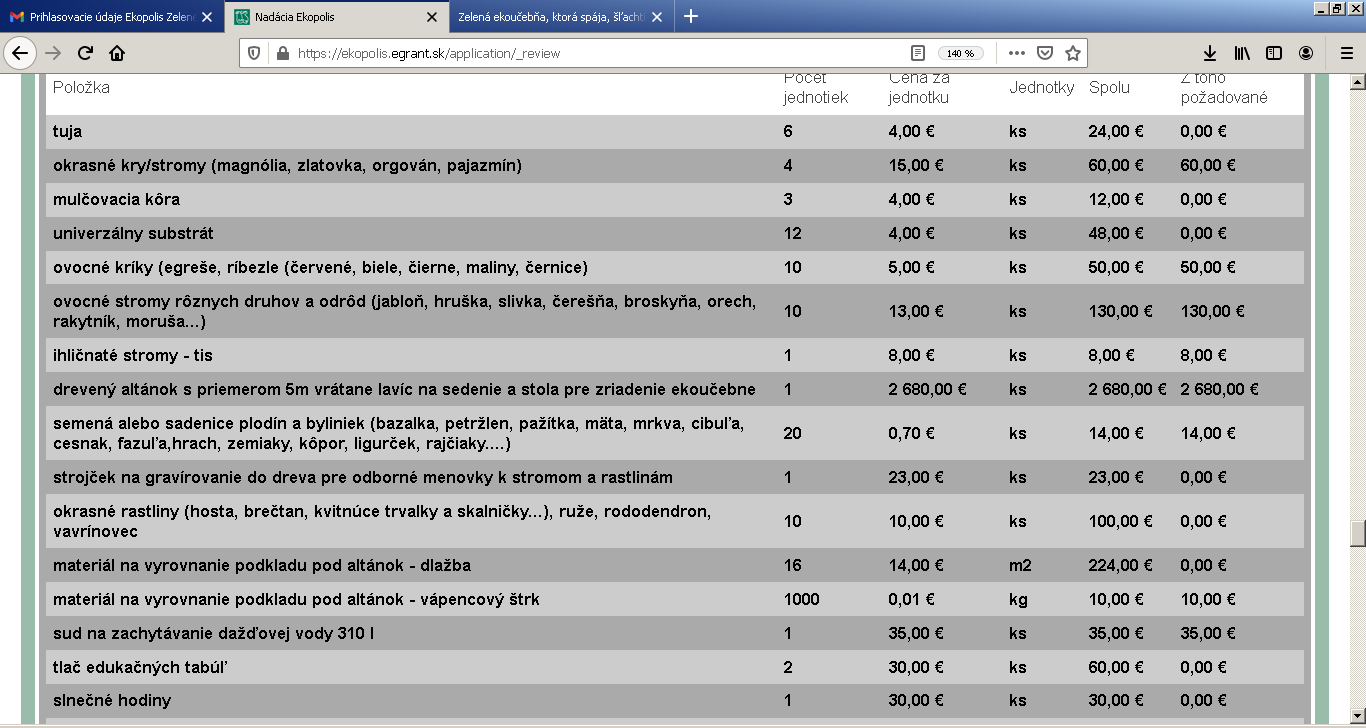 Prihlasovacie údaje Ekopolis Zelen
Nadácia Ekopolis
Zelená ekoučebňa, ktorá spája, šľacht
https://ekopolis.egrant.sk/application/_review
140 %
Položka Počet jednotiek Cena za jednotku Jednotky Spolu Z toho požadované
tuja 6 4,00 € ks 24,00 € 0,00 €
okrasné kry/stromy (magnólia, zlatovka, orgován, pajazmín) 4 15,00 € ks 60,00 € 60,00 €
mulčovacia kôra 3 4,00 € ks 12,00 € 0,00 €
univerzálny substrát 12 4,00 € ks 48,00 € 0,00 €
ovocné kríky (egreše, ríbezle (červené, biele, čierne, maliny, černice) 10 5,00 € ks 50,00 € 50,00 €
ovocné stromy rôznych druhov a odrôd (jabloň, hruška, slivka, čerešňa, broskyňa, orech,
rakytník, moruša...) 10 13,00 € ks 130,00 € 130,00 €
ihličnaté stromy - tis 1 8,00 € ks 8,00 € 8,00 €
drevený altánok s priemerom 5m vrátane lavíc na sedenie a stola pre zriadenie ekoučebne 1 2 680,00 € ks 2 680,00 € 2 680,00 €
semená alebo sadenice plodín a byliniek (bazalka, petržlen, pažítka, mäta, mrkva, cibuľa,
cesnak, fazuľa,hrach, zemiaky, kôpor, ligurček, rajčiaky....) 20 0,70 € ks 14,00 € 14,00 €
strojček na gravírovanie do dreva pre odborné menovky k stromom a rastlinám 1 23,00 € ks 23,00 € 0,00 €
okrasné rastliny (hosta, brečtan, kvitnúce trvalky a skalničky...), ruže, rododendron,
vavrínovec 10 10,00 € ks 100,00 € 0,00 €
materiál na vyrovnanie podkladu pod altánok - dlažba 16 14,00 € m2 224,00 € 0,00 €
materiál na vyrovnanie podkladu pod altánok - vápencový štrk 1000 0,01 € kg 10,00 € 10,00 €
sud na zachytávanie dažďovej vody 310 l 1 35,00 € ks 35,00 € 35,00 €
tlač edukačných tabúľ 2 30,00 € ks 60,00 € 0,00 €
slnečné hodiny 1 30,00 € ks 30,00 € 0,00 €